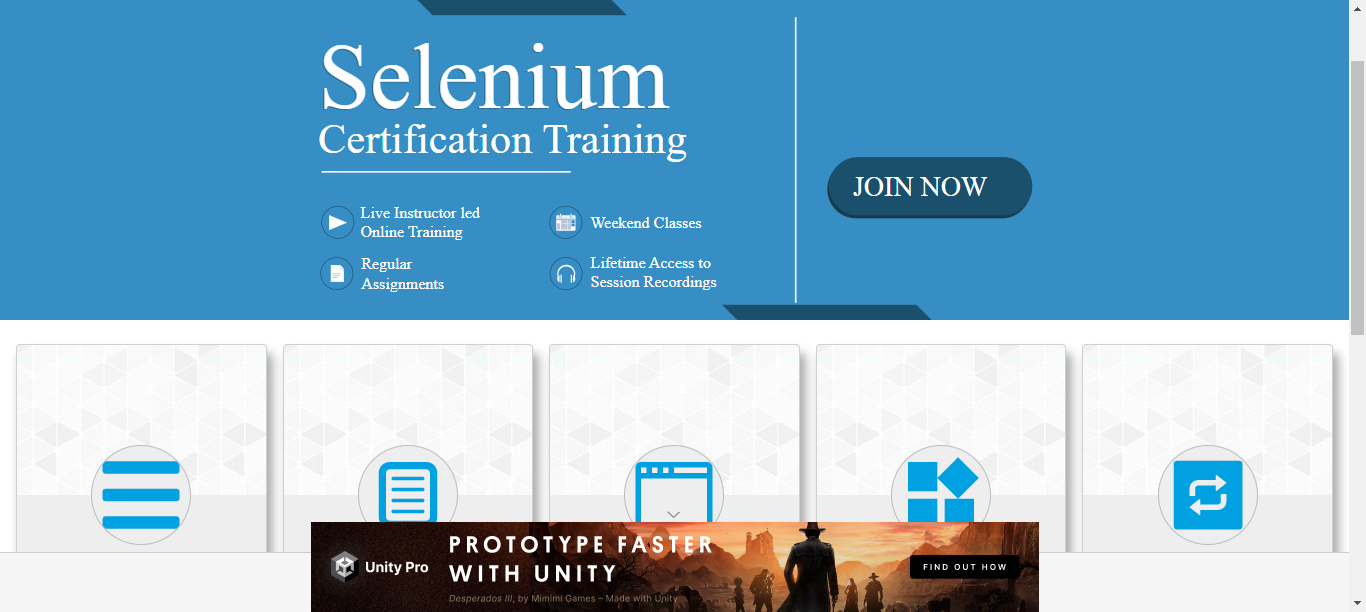 Selenium
Certification Training
Live Instructor led
Online Training
Weekend Classes
Regular
Assignments
Lifetime Access to
Session Recordings
JOIN NOW
PROTOTYPE FASTER
WITH UNITY
Unity Pro
Desperados III, by Mimimi Games – Made with Unity
FIND OUT HOW